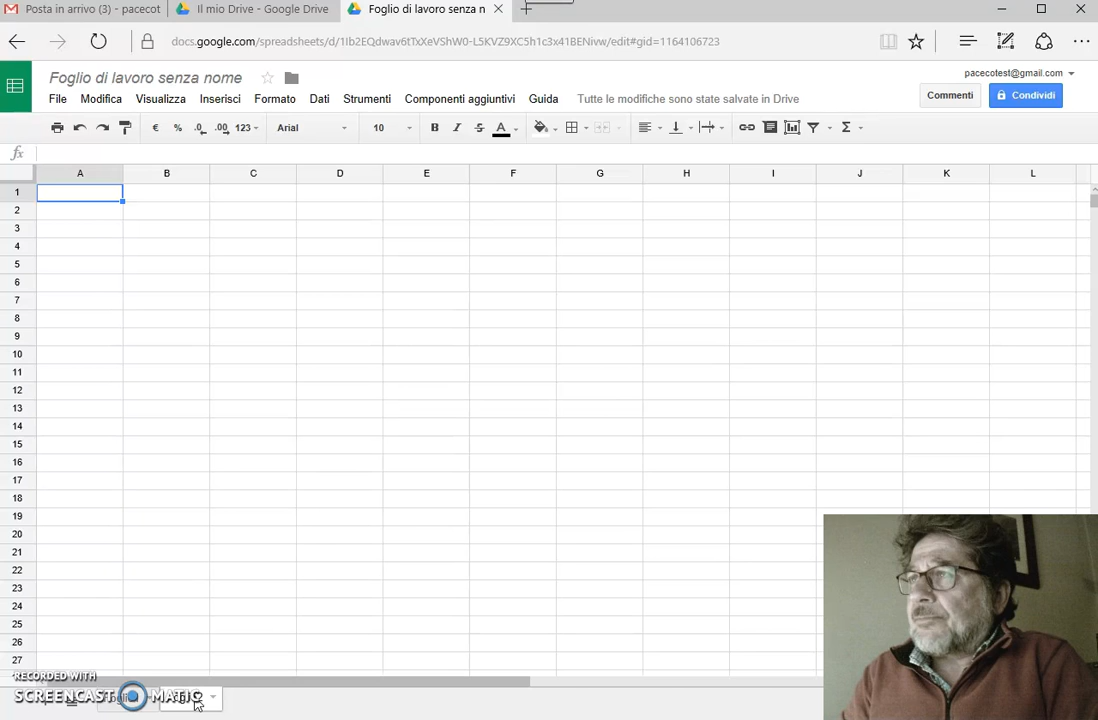 Posta in arrivo (3) - pacecot
Il mio Drive - Google Drive
Foglio di lavoro senza n
docs.google.com/spreadsheets/d/1Ib2EQdwav6tTxXeVShW0-L5KVZ9XC5h1c3x41BENivw/edit#gid=1164106723
Foglio di lavoro senza nome
pacecotest@gmail.com
File Modifica Visualizza Inserisci Formato Dati Strumenti Componenti aggiuntivi Guida Tutte le modifiche sono state salvate in Drive
Commenti Condividi
€ % .0 .00 123 Arial 10 B I S A Σ
fx
A B C D E F G H I J K L
1
2
3
4
5
6
7
8
9
10
11
12
13
14
15
16
17
18
19
20
21
22
23
24
25
26
27
RECORDED WITH
SCREENCAST MATIC